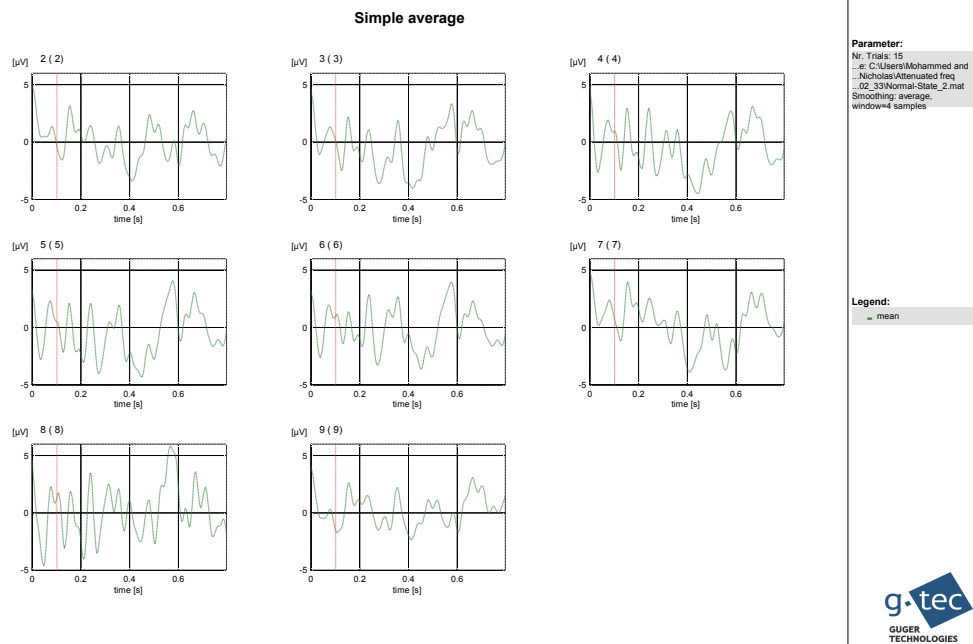 Simple average
[µV] 2 ( 2)
5
0
-5
0 0.2 0.4 0.6
time [s]
[µV] 3 ( 3)
5
0
-5
0 0.2 0.4 0.6
time [s]
[µV] 4 ( 4)
5
0
-5
0 0.2 0.4 0.6
time [s]
[µV] 5 ( 5)
5
0
-5
0 0.2 0.4 0.6
time [s]
[µV] 6 ( 6)
5
0
-5
0 0.2 0.4 0.6
time [s]
[µV] 7 ( 7)
5
0
-5
0 0.2 0.4 0.6
time [s]
[µV] 8 ( 8)
5
0
-5
0 0.2 0.4 0.6
time [s]
[µV] 9 ( 9)
5
0
-5
0 0.2 0.4 0.6
time [s]
Parameter:
Nr. Trials: 15
...e: C:\Users\Mohammed and
...Nicholas\Attenuated freq
...02_33\Normal-State_2.mat
Smoothing: average,
window=4 samples
Legend:
mean
g.tec
GUGER
TECHNOLOGIES